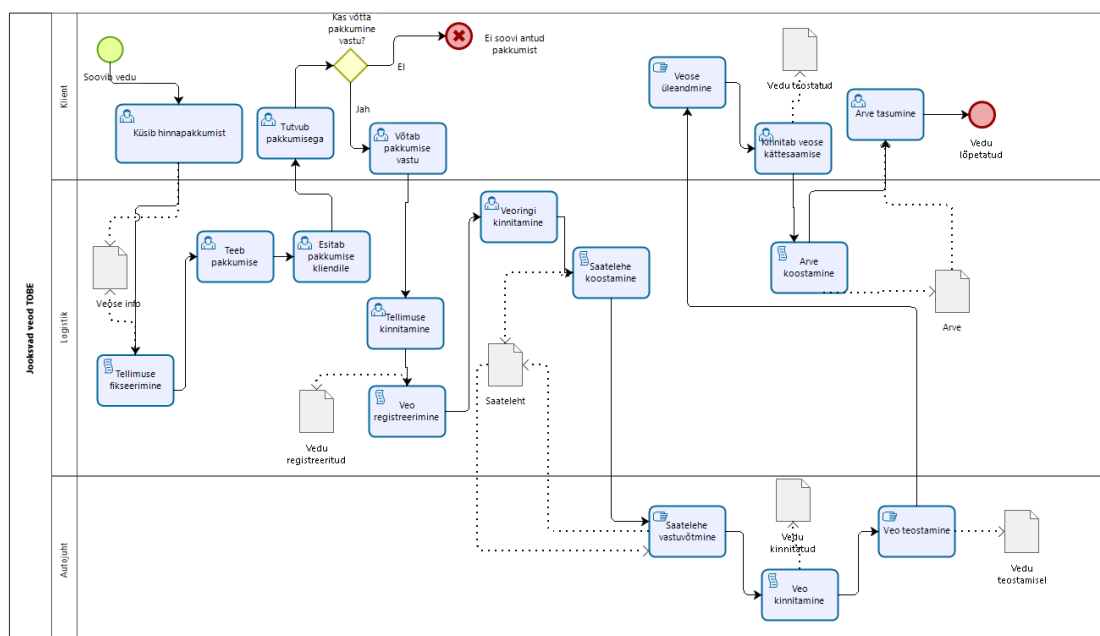 Jooksvad veod TOBE
Klient
Soovib vedu
Küsib hinnapakkumist
Tutvub
pakkumisega
Kas võtta
pakkumine
vastu?
EI
Ei soovi antud
pakkumist
Jah
Võtab
pakkumise
vastu
Veose
üleandmine
Vedu teostatud
Kinnitab veose
kättesaamise
Arve tasumine
Vedu
lõpetatud
Logistik
Veose info
Tellimuse
fikseerimine
Teeb
pakkumise
Esitab
pakkumise
kliendile
Tellimuse
kinnitamine
Vedu
registreeritud
Veo
registreerimine
Veoringi
kinnitamine
Saatelehe
koostamine
Saateleht
Arve
koostamine
Arve
Autojuht
Saatelehe
vastuvõtmine
Vedu
kinnitatud
Veo
kinnitamine
Veo teostamine
Vedu
teostamisel